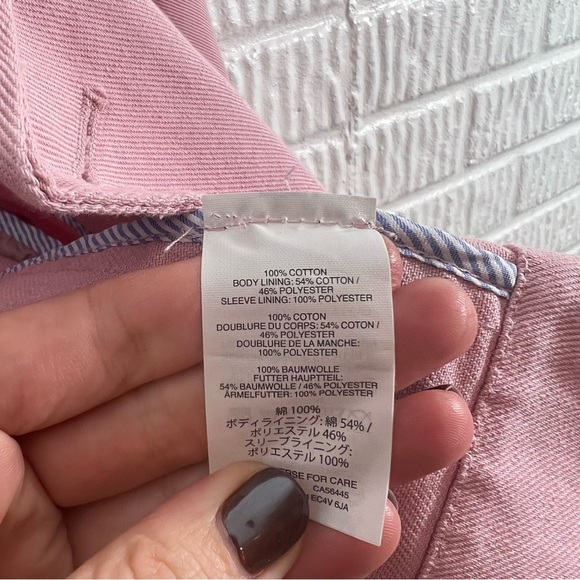 100% COTTON
BODY LINING: 54% COTTON /
46% POLYESTER
SLEEVE LINING: 100% POLYESTER
100% COTON
DOUBLURE DU CORPS: 54% COTON /
46% POLYESTER
DOUBLURE DE LA MANCHE:
100% POLYESTER
100% BAUMWOLLE
FUTTER HAUPTTEIL:
54% BAUMWOLLE / 46% POLYESTER
ÄRMELFUTTER: 100% POLYESTER
綿 100%
ボディライニング: 綿 54% /
ポリエステル 46%
スリーブライニング:
ポリエステル 100%
FOR CARE
CA56445
EC4V 6JA